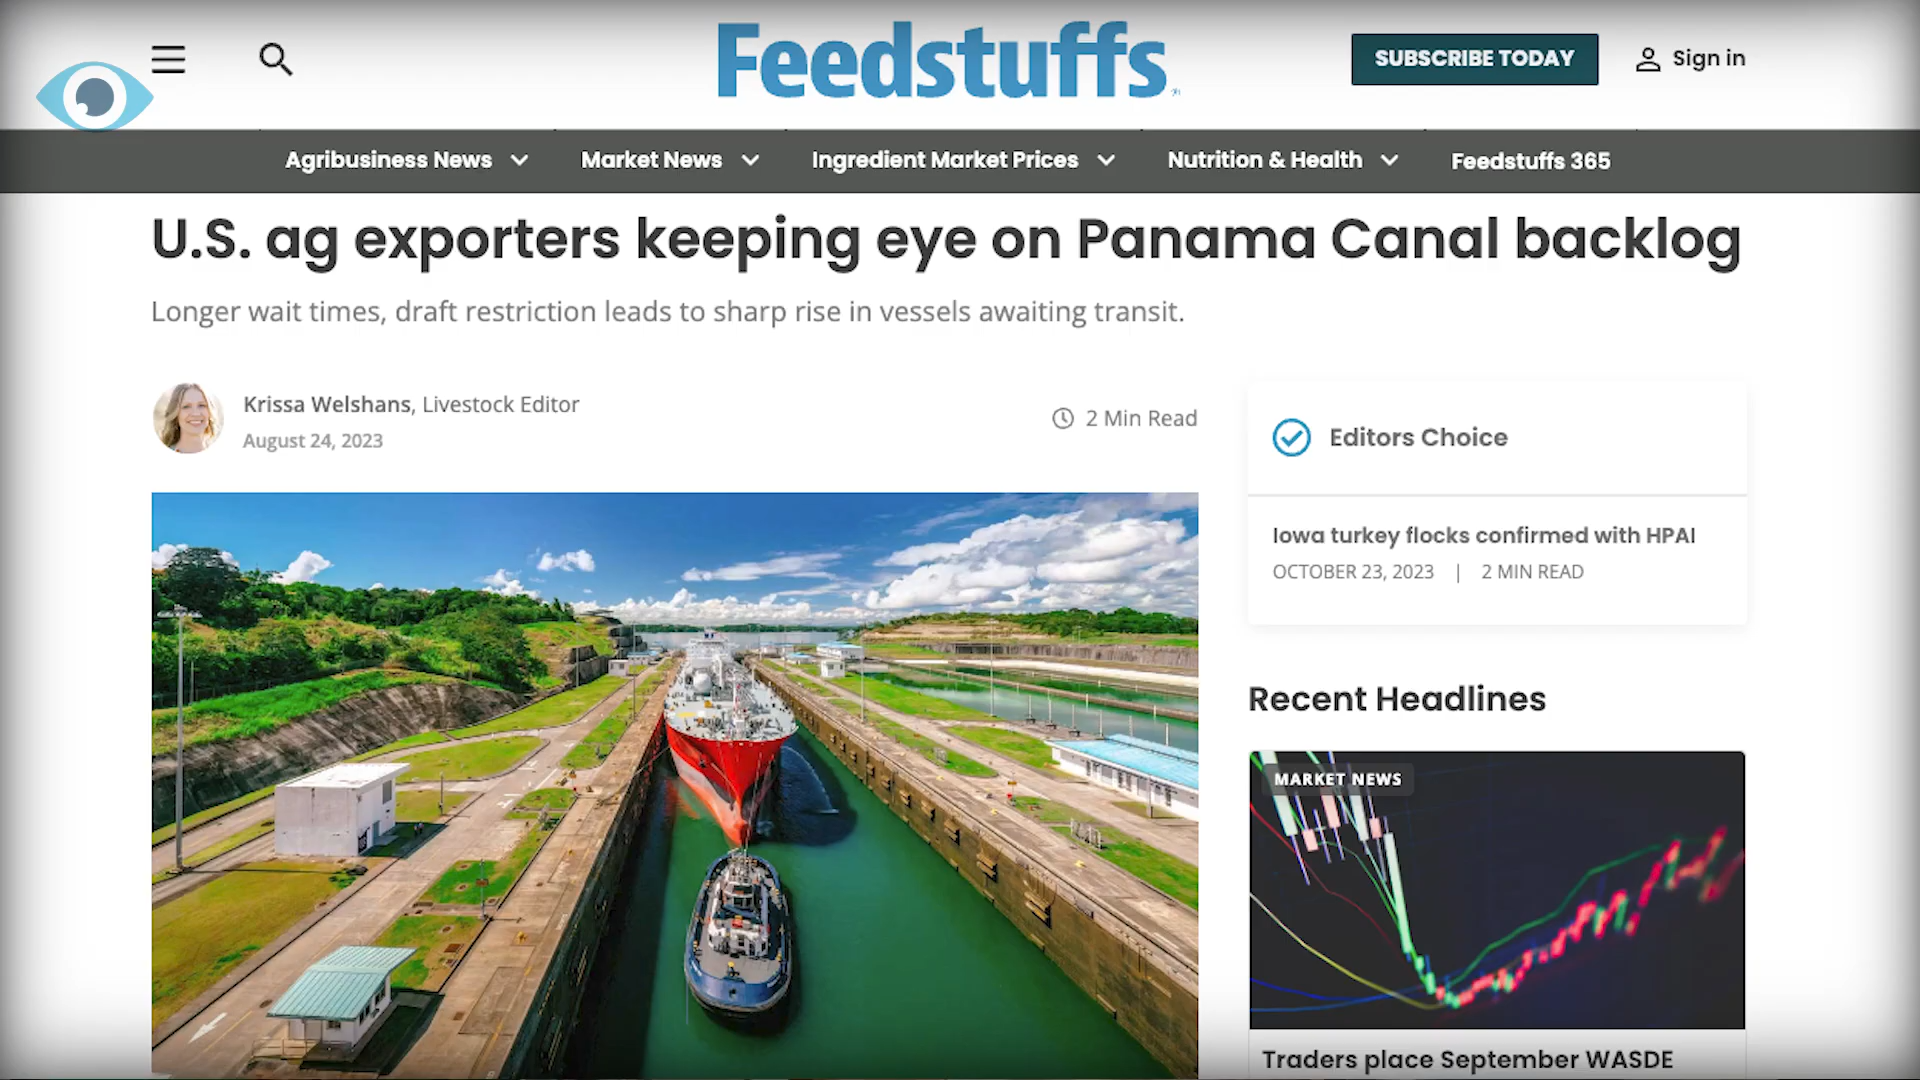 Feedstuffs
SUBSCRIBE TODAY
Sign in
Agribusiness News
Market News
Ingredient Market Prices
Nutrition & Health
Feedstuffs 365
U.S. ag exporters keeping eye on Panama Canal backlog
Longer wait times, draft restriction leads to sharp rise in vessels awaiting transit.
Krissa Welshans, Livestock Editor
August 24, 2023
2 Min Read
Editors Choice
Iowa turkey flocks confirmed with HPAI
OCTOBER 23, 2023 | 2 MIN READ
Recent Headlines
MARKET NEWS
Traders place September WASDE